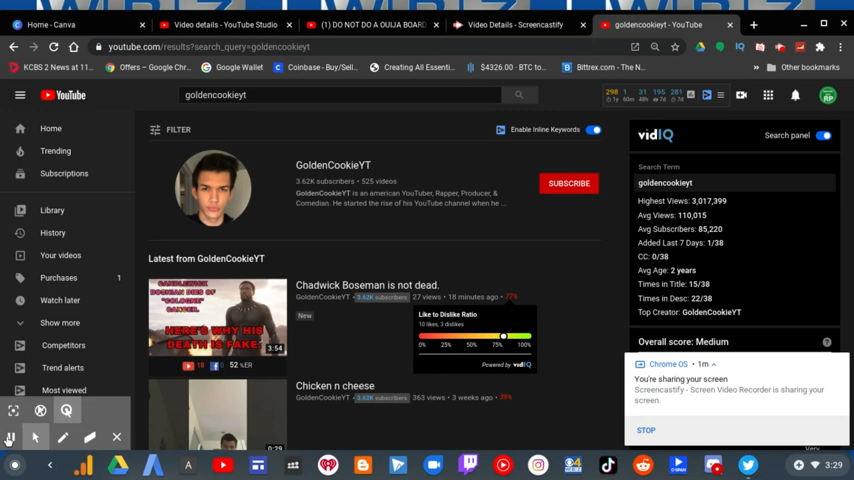 Home - Canva
Video details - YouTube Studio
(1) DO NOT DO A OUIJA BOARD
Video Details - Screencastify
goldencookieyt - YouTube
youtube.com/results?search_query=goldencookieyt
KCBS 2 News at 11...
Offers – Google Chr...
Google Wallet
Coinbase - Buy/Sell...
Creating All Essenti...
$4326.00 - BTC to...
Bittrex.com - The N...
Other bookmarks
YouTube
goldencookieyt
RP
Home
Trending
Subscriptions
Library
History
Your videos
Purchases 1
Watch later
Show more
Competitors
Trend alerts
Most viewed
FILTER
Enable Inline Keywords
GoldenCookieYT
3.62K subscribers • 525 videos
GoldenCookieYT is an american YouTuber, Rapper, Producer, &
Comedian. He started the rise of his YouTube channel when he ...
SUBSCRIBE
Latest from GoldenCookieYT
HERE'S WHY HIS
DEATH IS FAKE.
3:54
18 0 52 %ER
Chadwick Boseman is not dead.
GoldenCookieYT • 3.62K subscribers 27 views • 18 minutes ago • 77%
New
Like to Dislike Ratio
10 likes, 3 dislikes
0% 25% 50% 75% 100%
Powered by vidIQ
Chicken n cheese
GoldenCookieYT • 3.62K subscribers 363 views • 3 weeks ago •
0:29
vidIQ
Search panel
Search Term
goldencookieyt
Highest Views: 3,017,399
Avg Views: 110,015
Avg Subscribers: 85,220
Added Last 7 Days: 1/38
CC: 0/38
Avg Age: 2 years
Times in Title: 15/38
Times in Desc: 22/38
Top Creator: GoldenCookieYT
Overall score: Medium
Chrome OS • 1m
You're sharing your screen
Screencastify - Screen Video Recorder is sharing your
screen.
STOP
Very
3:29